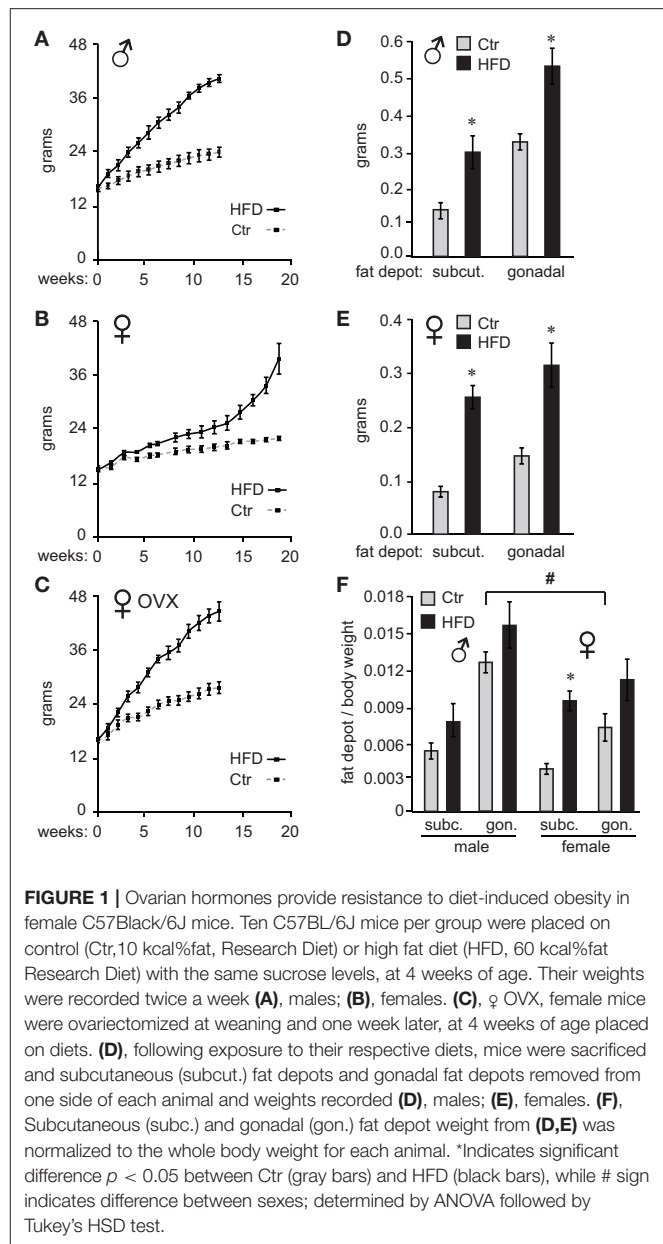 A
♂
grams
48
36
24
12
0
HFD
Ctr
weeks: 0 5 10 15 20
B
♀
grams
48
36
24
12
0
HFD
Ctr
weeks: 0 5 10 15 20
C
♀ OVX
grams
48
36
24
12
0
HFD
Ctr
weeks: 0 5 10 15 20
D
♂
Ctr
HFD
grams
0.6
0.5
0.4
0.3
0.2
0.1
0.0
*
*
fat depot: subcut. gonadal
E
♀
Ctr
HFD
grams
0.4
0.3
0.2
0.1
0.0
*
*
fat depot: subcut. gonadal
F
Ctr
HFD
#
♂
♀
fat depot / body weight
0.018
0.015
0.012
0.009
0.006
0.003
0
*
subc. gon. subc. gon.
male female
FIGURE 1 | Ovarian hormones provide resistance to diet-induced obesity in
female C57Black/6J mice. Ten C57BL/6J mice per group were placed on
control (Ctr,10 kcal%fat, Research Diet) or high fat diet (HFD, 60 kcal%fat
Research Diet) with the same sucrose levels, at 4 weeks of age. Their weights
were recorded twice a week (A), males; (B), females. (C), ♀ OVX, female mice
were ovariectomized at weaning and one week later, at 4 weeks of age placed
on diets. (D), following exposure to their respective diets, mice were sacrificed
and subcutaneous (subcut.) fat depots and gonadal fat depots removed from
one side of each animal and weights recorded (D), males; (E), females. (F),
Subcutaneous (subc.) and gonadal (gon.) fat depot weight from (D,E) was
normalized to the whole body weight for each animal. *Indicates significant
difference p < 0.05 between Ctr (gray bars) and HFD (black bars), while # sign
indicates difference between sexes; determined by ANOVA followed by
Tukey's HSD test.